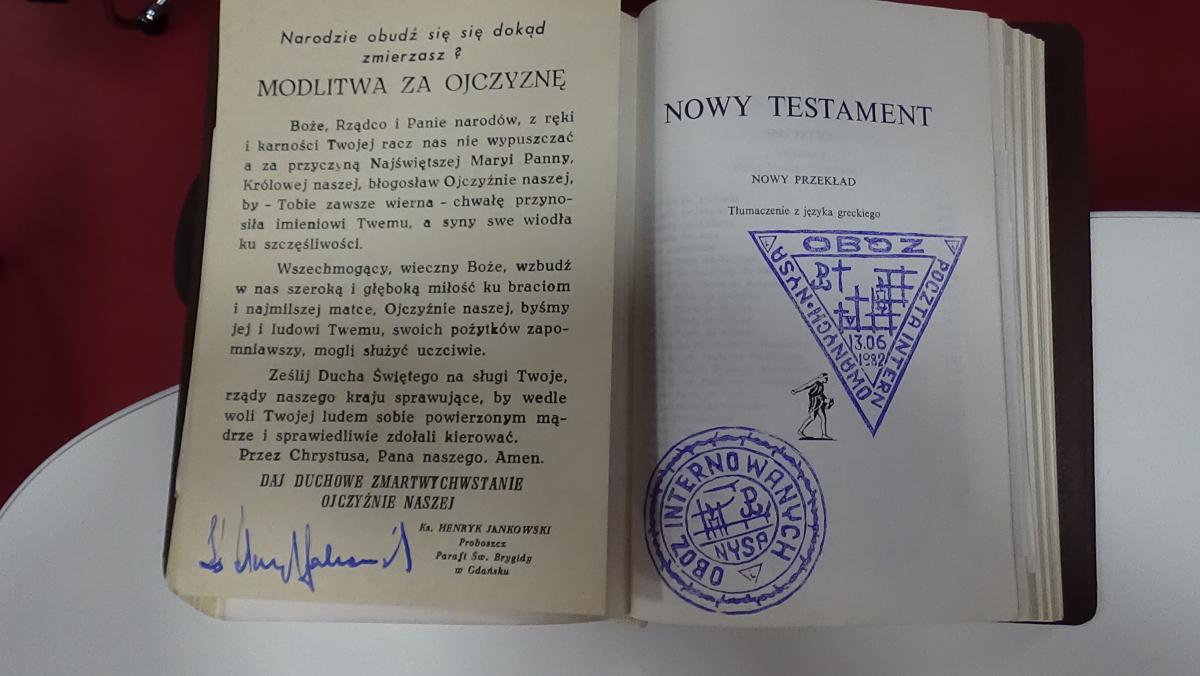 Narodzie obudź się się dokąd
zmierzasz ?
MODLITWA ZA OJCZYZNĘ
Boże, Rządco i Panie narodów, z ręki
i karności Twojej racz nas nie wypuszczać
a za przyczyną Najświętszej Maryi Panny,
Królowej naszej, błogosław Ojczyźnie naszej,
by - Tobie zawsze wierna - chwałę przyno-
siła imieniowi Twemu, a syny swe wiodła
ku szczęśliwości.
Wszechmogący, wieczny Boże, wzbudź
w nas szeroką i głęboką miłość ku braciom
i najmilszej matce, Ojczyźnie naszej, byśmy
jej i ludowi Twemu, swoich pożytków zapo-
mniawszy, mogli służyć uczciwie.
Ześlij Ducha Świętego na sługi Twoje,
rządy naszego kraju sprawujące, by wedle
woli Twojej ludem sobie powierzonym mą-
drze i sprawiedliwie zdołali kierować.
Przez Chrystusa, Pana naszego. Amen.
DAJ DUCHOWE ZMARTWYCHWSTANIE
OJCZYŹNIE NASZEJ
Ks. HENRYK JANKOWSKI
Proboszcz
Parafi Św. Brygidy
w Gdańsku
NOWY TESTAMENT
NOWY PRZEKŁAD
Tłumaczenie z języka greckiego
OBOZ
POCZTA INTERN
OWANYCH • NYSA
13.06
1982
OBOZ INTERNOWANYCH
NYSA